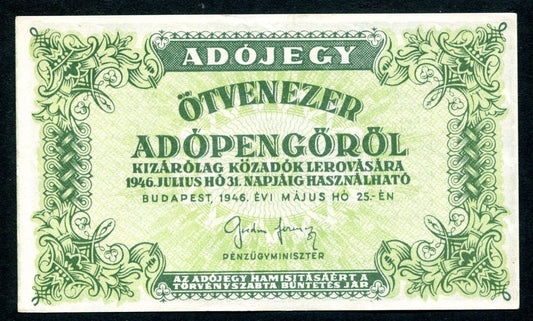 ADÓJEGY
ÖTVENEZER
ADÓPENGŐRŐL
KIZÁRÓLAG KÖZADÓK LEROVÁSÁRA
1946. JULIUS HÓ 31. NAPJÁIG HASZNÁLHATÓ
BUDAPEST, 1946. ÉVI MÁJUS HÓ 25.-ÉN
PÉNZÜGYMINISZTER
AZ ADÓJEGY HAMISITÁSÁÉRT A
TÖRVÉNYSZABTA BÜNTETÉS JÁR